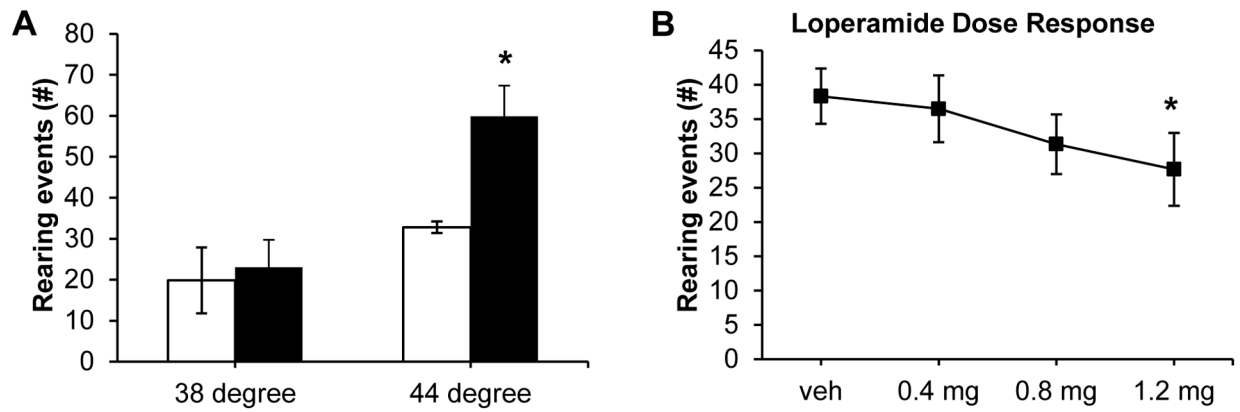 A
Rearing events (#)
80
70
60
50
40
30
20
10
0
*
38 degree
44 degree
B
Loperamide Dose Response
Rearing events (#)
45
40
35
30
25
20
15
10
5
0
*
veh
0.4 mg
0.8 mg
1.2 mg